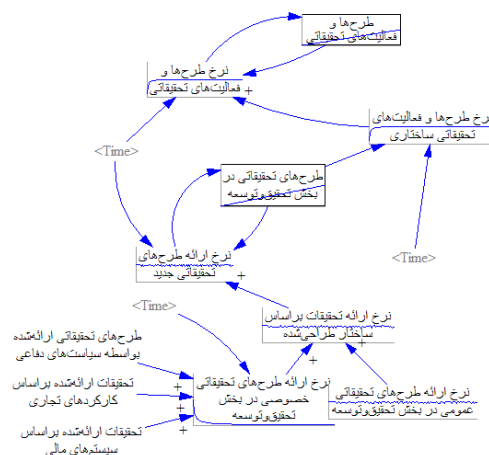 طرح‌ها و
فعالیت‌های تحقیقاتی
نرخ طرح‌ها و
فعالیت‌های تحقیقاتی
+
نرخ طرح‌ها و فعالیت‌های
تحقیقاتی ساختاری
<Time>
طرح‌های تحقیقاتی در
بخش تحقیق‌وتوسعه
نرخ ارائه طرح‌های
تحقیقاتی جدید
+
<Time>
<Time>
نرخ ارائه تحقیقات براساس
ساختار طراحی‌شده
+
+
طرح‌های تحقیقاتی ارائه‌شده
بواسطه سیاست‌های دفاعی
+
تحقیقات ارائه‌شده براساس
کارکردهای تجاری
+
تحقیقات ارائه‌شده براساس
سیستم‌های مالی
+
نرخ ارائه طرح‌های تحقیقاتی
خصوصی در بخش
تحقیق‌وتوسعه
نرخ ارائه طرح‌های تحقیقاتی
عمومی در بخش تحقیق‌وتوسعه